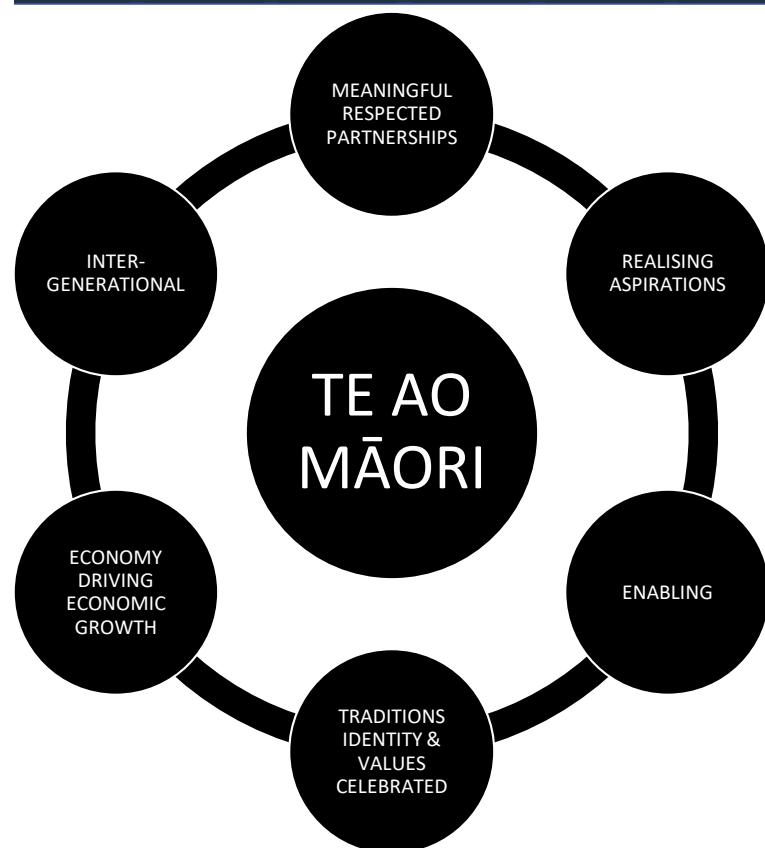 MEANINGFUL
RESPECTED
PARTNERSHIPS
REALISING
ASPIRATIONS
ENABLING
TRADITIONS
IDENTITY &
VALUES
CELEBRATED
ECONOMY
DRIVING
ECONOMIC
GROWTH
INTER-
GENERATIONAL
TE AO
MĀORI